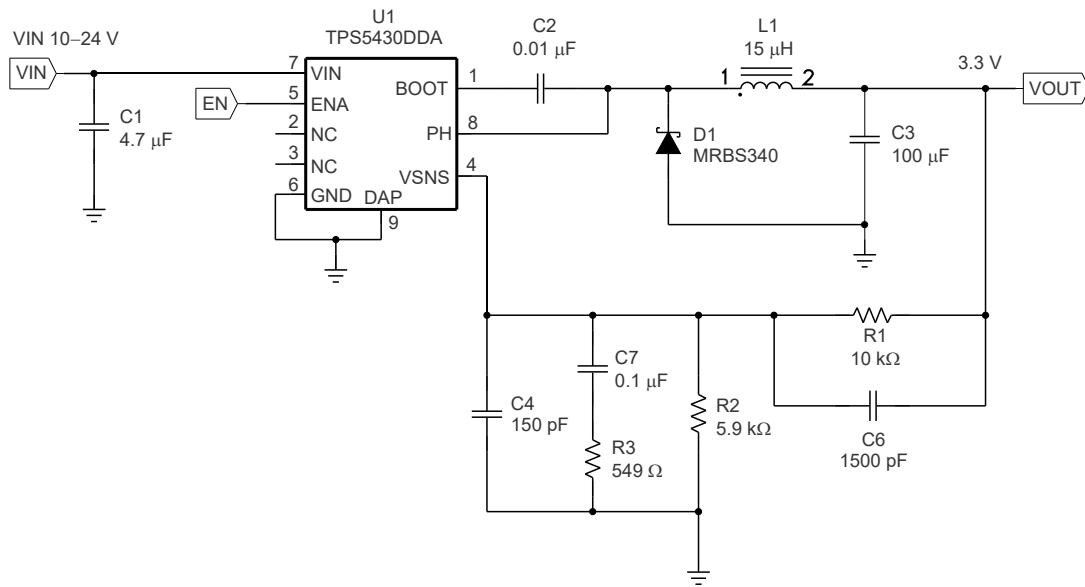 VIN 10–24 V
VIN
C1
4.7 μF
EN
U1
TPS5430DDA
7
VIN
5
ENA
2
NC
3
NC
6
GND
DAP
9
BOOT
1
PH
8
VSNS
4
C2
0.01 μF
L1
15 μH
1
2
D1
MRBS340
C3
100 μF
3.3 V
VOUT
C4
150 pF
C7
0.1 μF
R3
549 Ω
R2
5.9 kΩ
R1
10 kΩ
C6
1500 pF